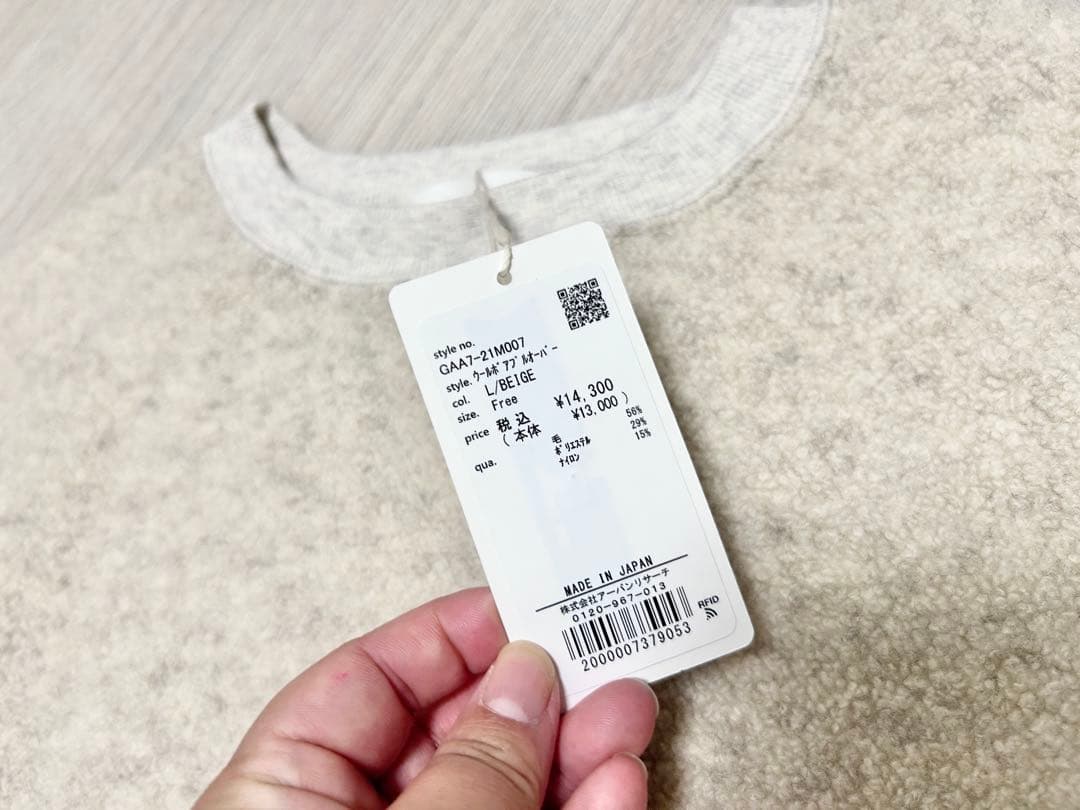 style no.
GAA7-21M007
style. ｳｰﾙﾎﾞｱﾌﾟﾙｵｰﾊﾞｰ
col. L/BEIGE
size. Free
price 税込 ¥14,300
(本体 ¥13,000)
qua. 毛 56%
ﾎﾟﾘｴｽﾃﾙ 29%
ﾅｲﾛﾝ 15%
MADE IN JAPAN
株式会社アーバンリサーチ
0120-967-013
RFID
2000007379053